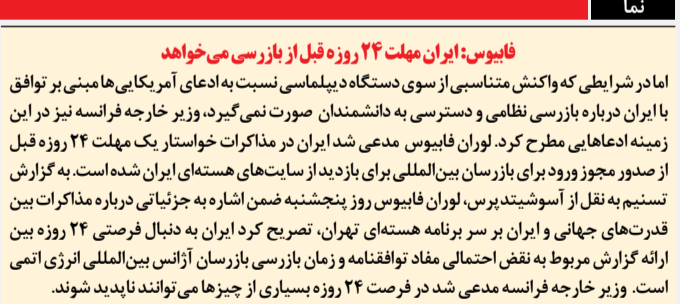 نما
فابیوس: ایران مهلت ۲۴ روزه قبل از بازرسی می‌خواهد
اما در شرایطی که واکنش متناسبی از سوی دستگاه دیپلماسی نسبت به ادعای آمریکایی‌ها مبنی بر توافق
با ایران درباره بازرسی نظامی و دسترسی به دانشمندان صورت نمی‌گیرد، وزیر خارجه فرانسه نیز در این
زمینه ادعاهایی مطرح کرد. لوران فابیوس مدعی شد ایران در مذاکرات خواستار یک مهلت ۲۴ روزه قبل
از صدور مجوز ورود برای بازرسان بین‌المللی برای بازدید از سایت‌های هسته‌ای ایران شده است. به گزارش
تسنیم به نقل از آسوشیتدپرس، لوران فابیوس روز پنجشنبه ضمن اشاره به جزئیاتی درباره مذاکرات بین
قدرت‌های جهانی و ایران بر سر برنامه هسته‌ای تهران، تصریح کرد ایران به دنبال فرصتی ۲۴ روزه بین
ارائه گزارش مربوط به نقض احتمالی مفاد توافقنامه و زمان بازرسی بازرسان آژانس بین‌المللی انرژی اتمی
است. وزیر خارجه فرانسه مدعی شد در فرصت ۲۴ روزه بسیاری از چیزها می‌توانند ناپدید شوند.